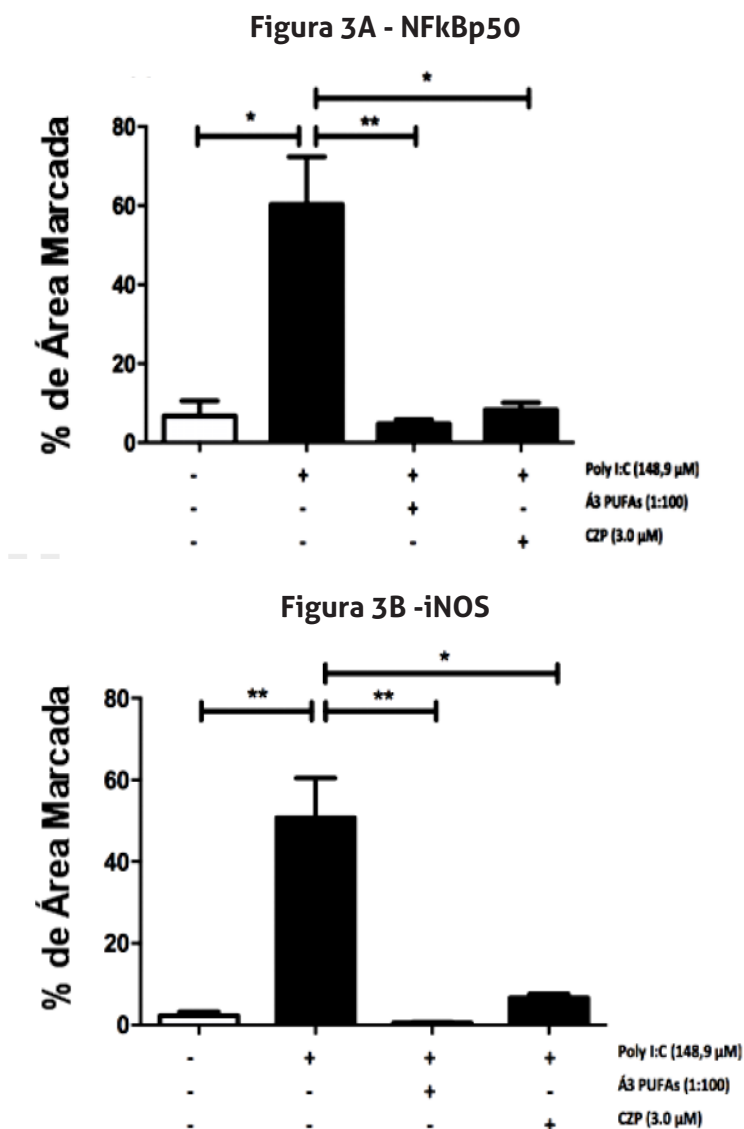 Figura 3A - NFkBp50
* 
* **
% de Área Marcada
80
60
40
20
0
- + + + Poly I:C (148,9 µM)
- - + - Á3 PUFAs (1:100)
- - - + CZP (3.0 µM)
Figura 3B -iNOS
*
** **
% de Área Marcada
80
60
40
20
0
- + + + Poly I:C (148,9 µM)
- - + - Á3 PUFAs (1:100)
- - - + CZP (3.0 µM)